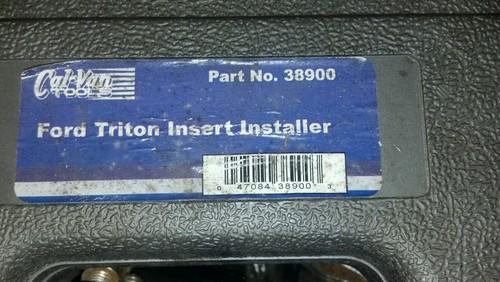 Cal-Van
TOOLS
Part No. 38900
Ford Triton Insert Installer
0 47084 38900 3